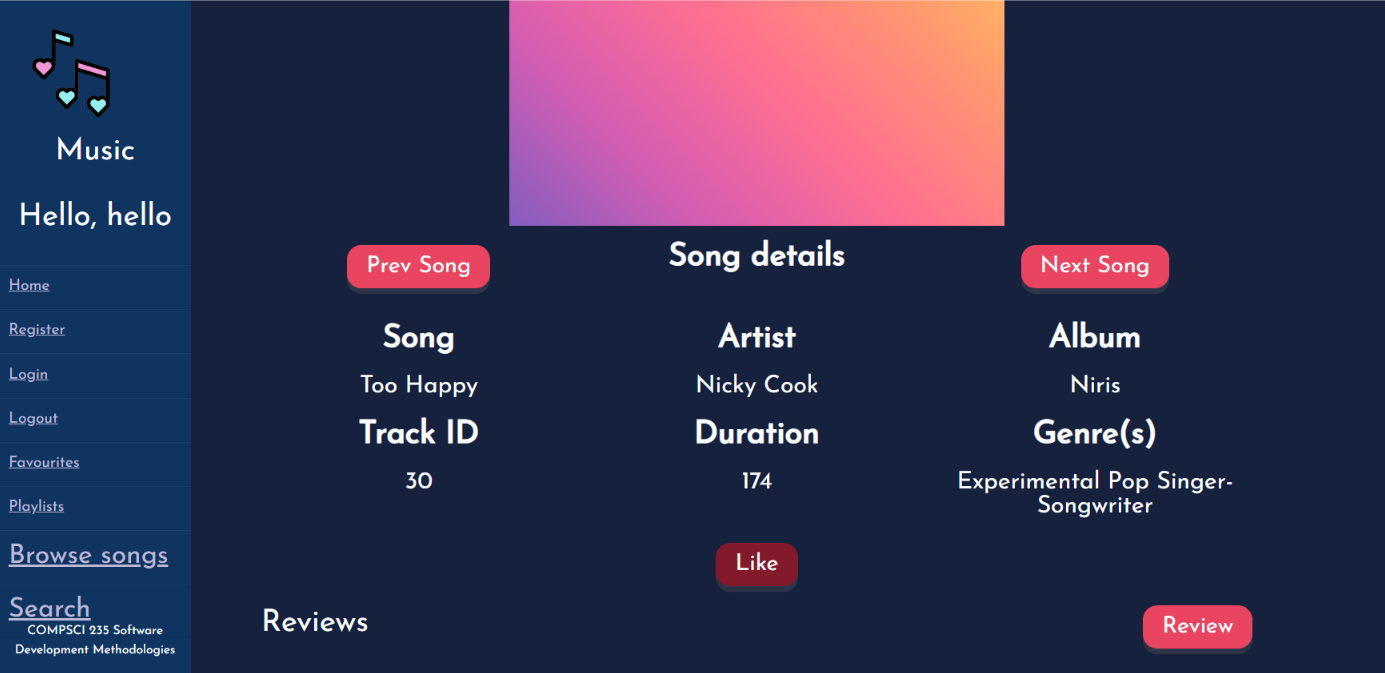 Music
Hello, hello
Home
Register
Login
Logout
Favourites
Playlists
Browse songs
Search
COMPSCI 235 Software
Development Methodologies
Prev Song
Song details
Next Song
Song
Artist
Album
Too Happy
Nicky Cook
Niris
Track ID
Duration
Genre(s)
30
174
Experimental Pop Singer-
Songwriter
Like
Reviews
Review